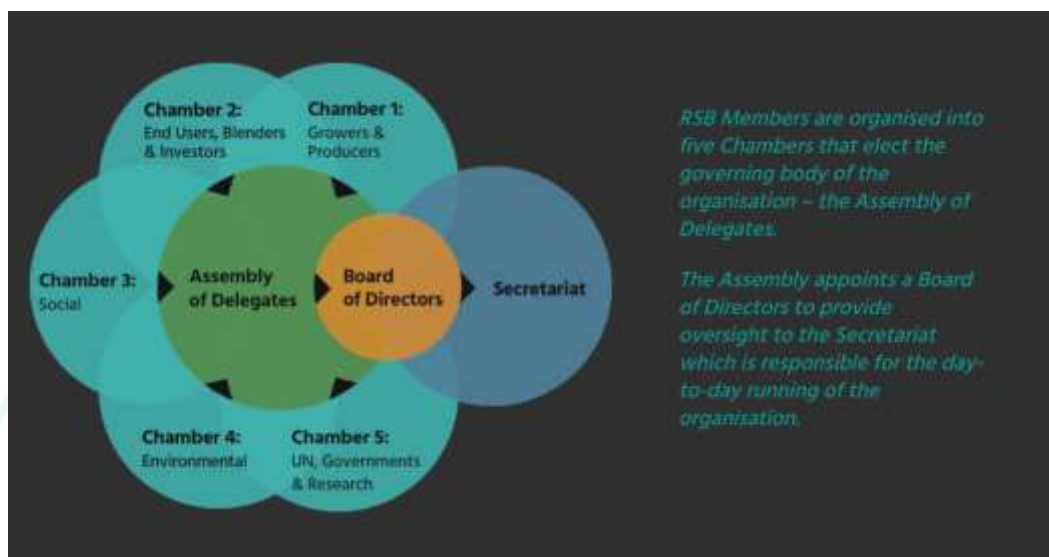 Chamber 2:
End Users, Blenders
& Investors
Chamber 1:
Growers &
Producers
Chamber 3:
Social
Assembly
of Delegates
Board
of Directors
Secretariat
Chamber 4:
Environmental
Chamber 5:
UN, Governments
& Research
RSB Members are organised into
five Chambers that elect the
governing body of the
organisation – the Assembly of
Delegates.
The Assembly appoints a Board
of Directors to provide
oversight to the Secretariat
which is responsible for the day-
to-day running of the
organisation.